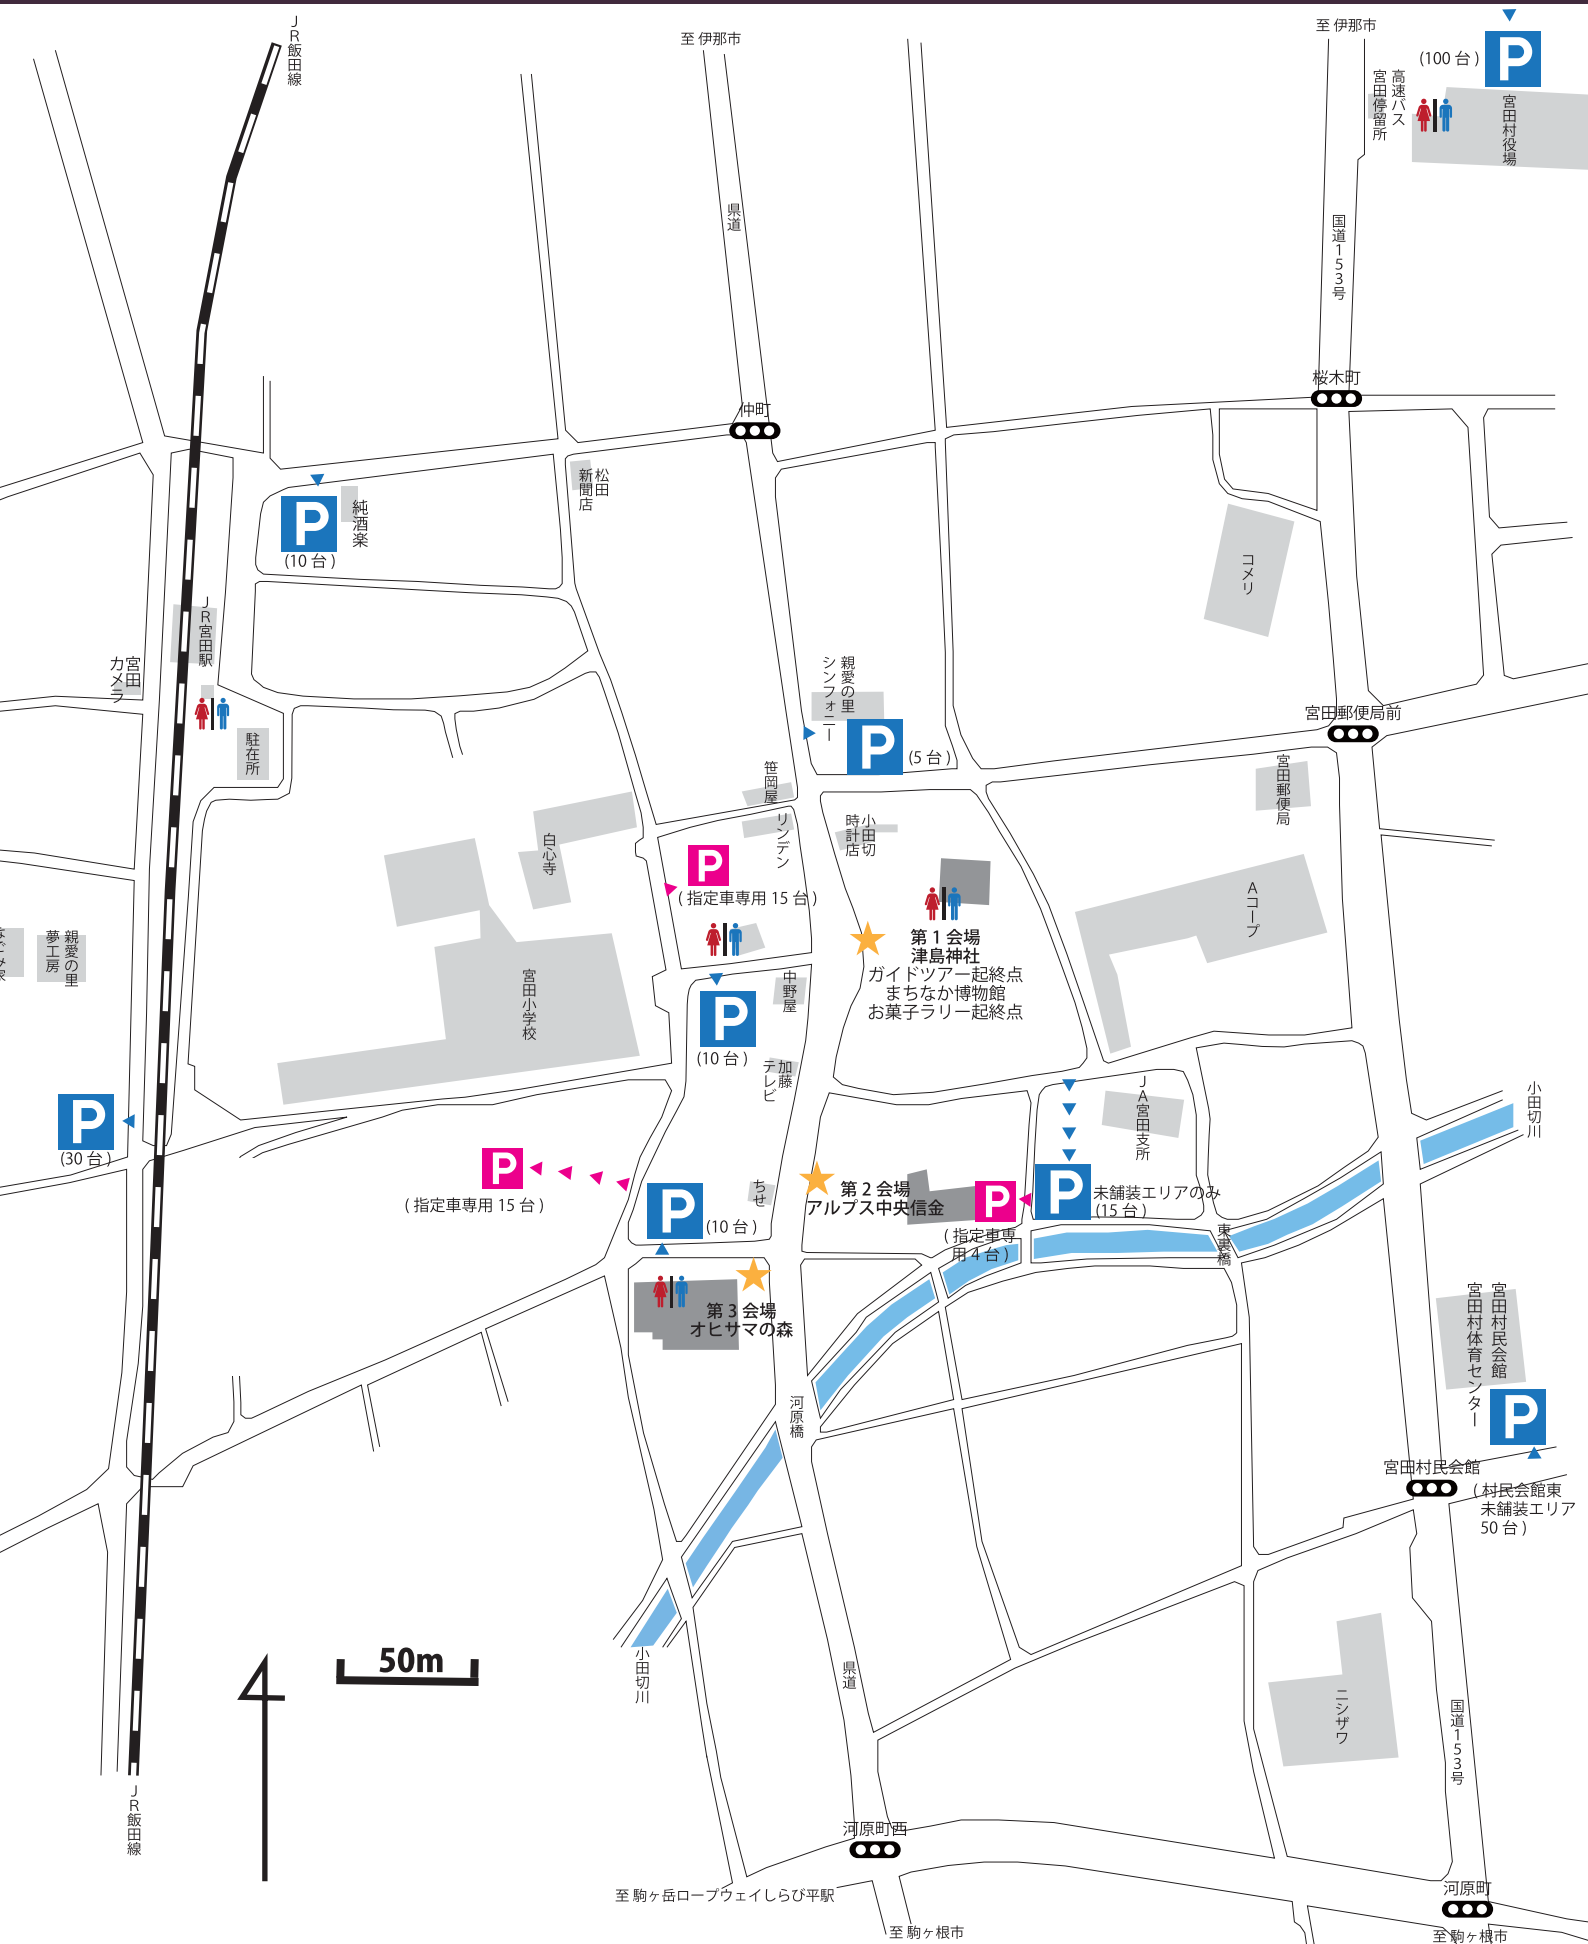 JR飯田線
至 伊那市
至 伊那市
P
(100 台)
高速バス
宮田停留所
宮田村役場
県道
国道153号
桜木町
仲町
松田
新聞店
P
純酒楽
(10 台)
コメリ
JR宮田駅
宮田
カメラ
親愛の里
シンフォニー
P
(5 台)
宮田郵便局前
駐在所
笹岡屋
リンデン
宮田郵便局
小田切
時計店
白心寺
P
( 指定車専用 15 台 )
Aコープ
親愛の里
夢工房
第 1 会場
津島神社
ガイドツアー起終点
まちなか博物館
お菓子ラリー起終点
宮田小学校
中野屋
P
(10 台)
加藤
テレビ
P
(30 台)
JA宮田支所
小田切川
P
( 指定車専用 15 台 )
P
(10 台)
ちせ
第 2 会場
アルプス中央信金
P
( 指定車専
用 4 台 )
P
未舗装エリアのみ
(15 台)
東裏橋
第 3 会場
オヒサマの森
宮田村民会館
宮田村体育センター
P
河原橋
宮田村民会館
( 村民会館東
未舗装エリア
50 台 )
小田切川
50m
県道
ニシザワ
国道153号
JR飯田線
河原町西
河原町
至 駒ヶ岳ロープウェイしらび平駅
至 駒ヶ根市
至 駒ヶ根市